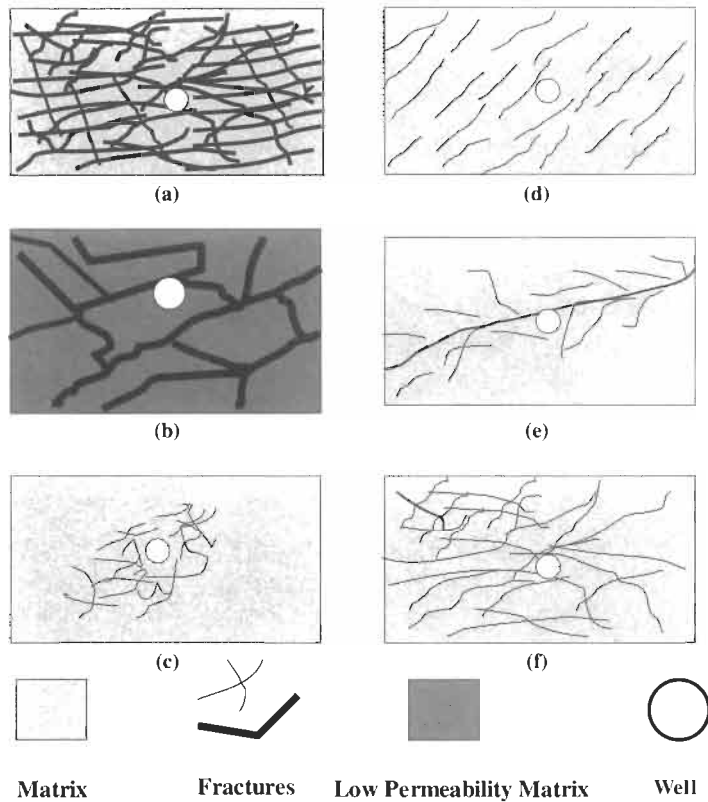 (a)
(d)
(b)
(e)
(c)
(f)
Matrix
Fractures
Low Permeability Matrix
Well